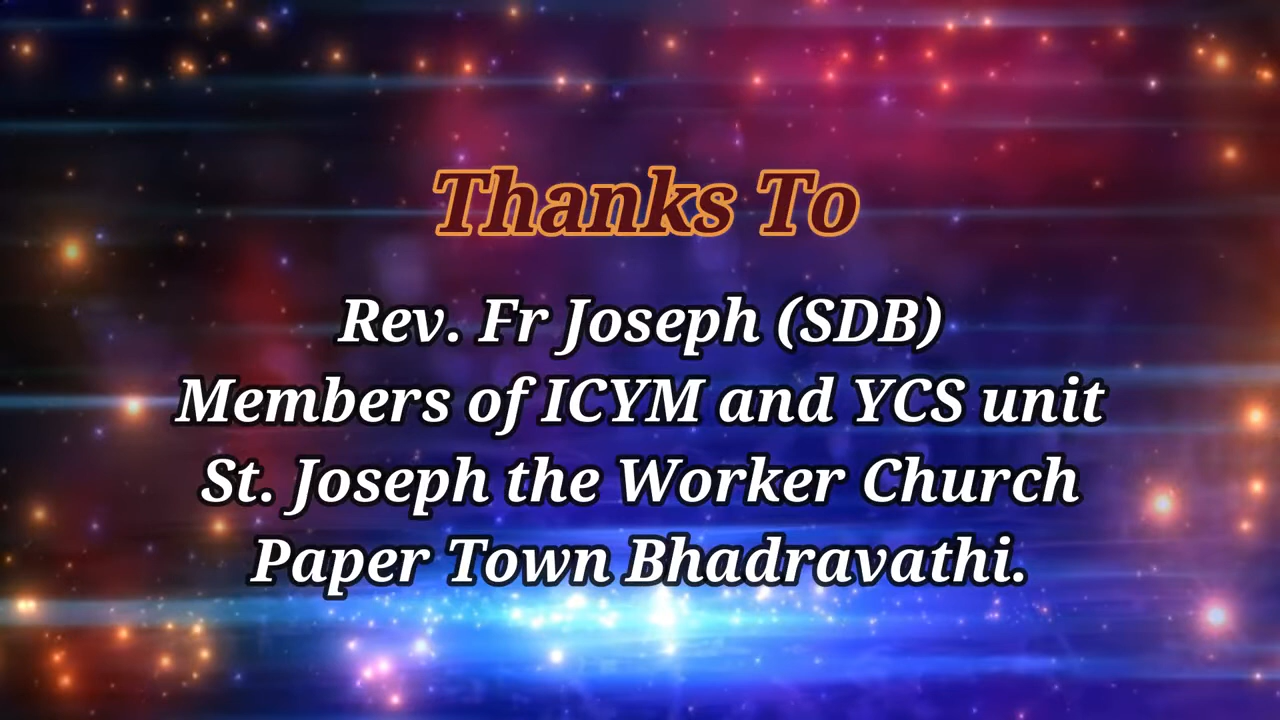 Thanks To
Rev. Fr Joseph (SDB)
Members of ICYM and YCS unit
St. Joseph the Worker Church
Paper Town Bhadravathi.